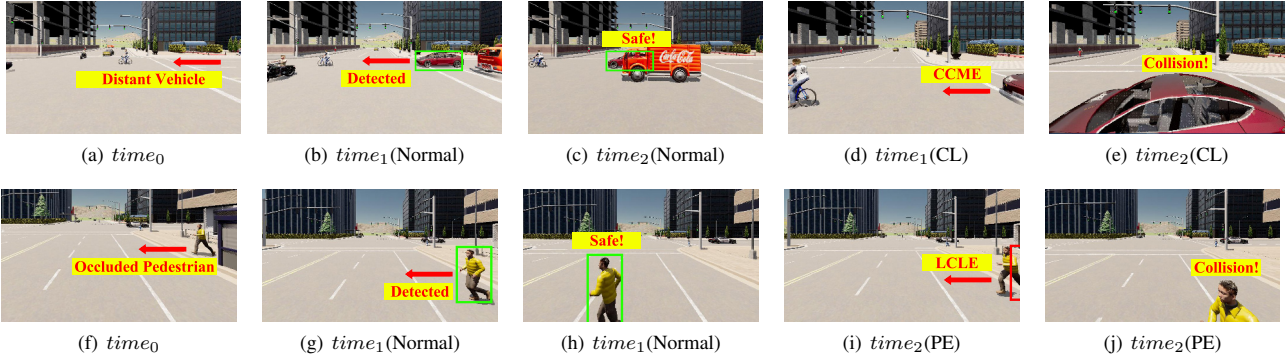 Distant Vehicle
Detected
Safe!
Coca-Cola
CCME
Collision!
(a) time₀
(b) time₁(Normal)
(c) time₂(Normal)
(d) time₁(CL)
(e) time₂(CL)
Occluded Pedestrian
Detected
Safe!
LCLE
Collision!
(f) time₀
(g) time₁(Normal)
(h) time₁(Normal)
(i) time₂(PE)
(j) time₂(PE)